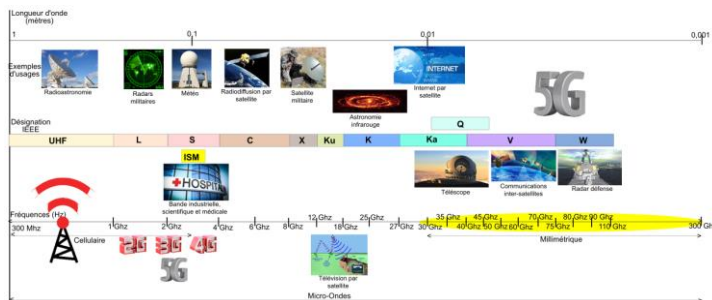 Longueur d'onde
(mètres)
1
0,1
0,01
0,001
Exemples
d'usages
Radioastronomie
Radars
militaires
Météo
Radiodiffusion par
satellite
Satellite
militaire
Astronomie
infrarouge
INTERNET
Internet par
satellite
5G
Désignation
IEEE
Q
UHF
L
S
C
X
Ku
K
Ka
V
W
ISM
HOSPITAL
Bande industrielle,
scientifique et médicale
Téléscope
Communications
inter-satellites
Radar défense
Fréquences (Hz)
300 Mhz
1 Ghz
2 Ghz
4 Ghz
6 Ghz
8 Ghz
12 Ghz
18 Ghz
25 Ghz
27 Ghz
30 Ghz
35 Ghz
40 Ghz
45 Ghz
50 Ghz
60 Ghz
70 Ghz
75 Ghz
80 Ghz
90 Ghz
110 Ghz
300 Gh
Cellulaire
2G
3G
4G
5G
Télévision par
satellite
Millimétrique
Micro-Ondes